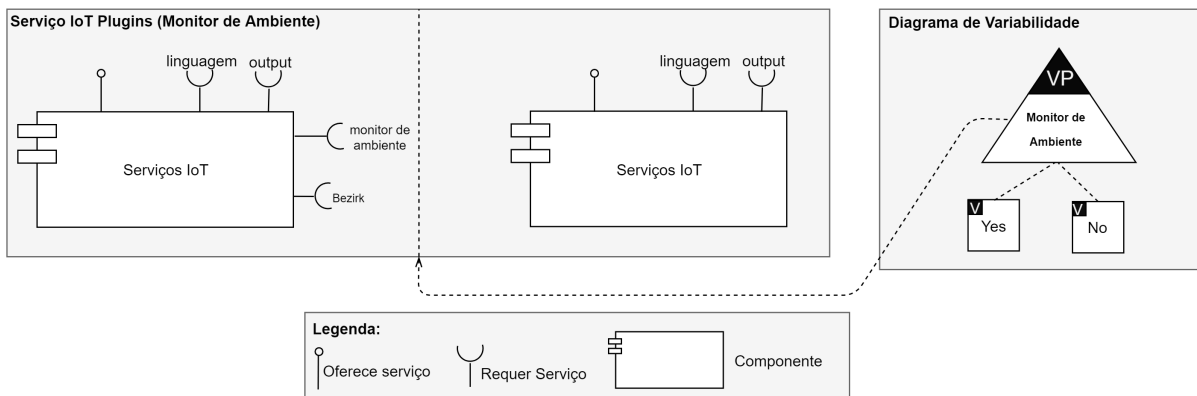 Serviço IoT Plugins (Monitor de Ambiente)
linguagem output
monitor de
ambiente
Serviços IoT
Bezirk
linguagem output
Serviços IoT
Diagrama de Variabilidade
VP
Monitor de
Ambiente
V
Yes
V
No
Legenda:
Oferece serviço
Requer Serviço
Componente